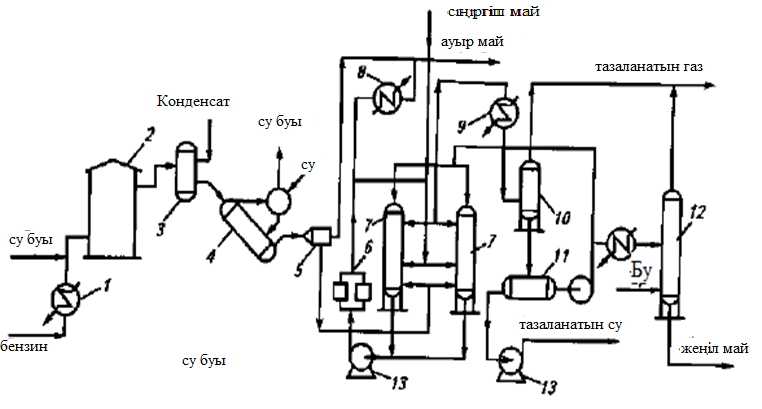 сіңіргіш май
ауыр май
тазаланатын газ
8
Конденсат
су буы
9
2
су
3
4
10
12
7
7
5
6
11
су буы
Бу
1
тазаланатын су
бензин
су буы
жеңіл май
13
13